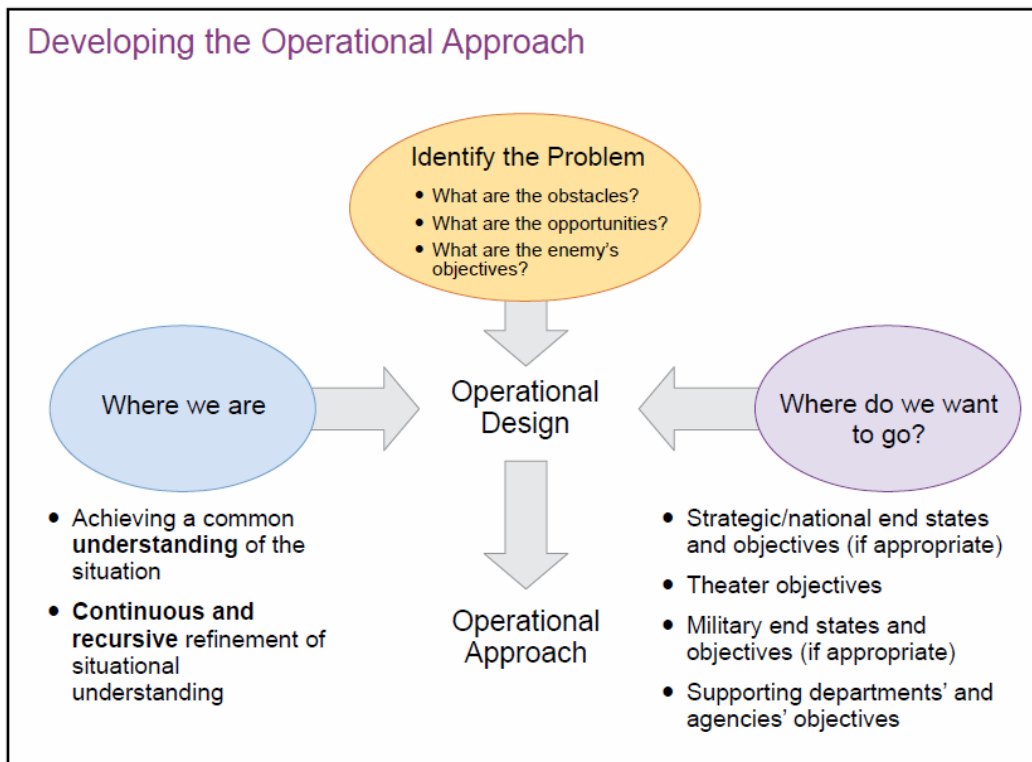 Developing the Operational Approach
Identify the Problem
• What are the obstacles?
• What are the opportunities?
• What are the enemy's
objectives?
Where we are
Operational
Design
Where do we want
to go?
• Achieving a common
understanding of the
situation
• Continuous and
recursive refinement of
situational
understanding
Operational
Approach
• Strategic/national end states
and objectives (if appropriate)
• Theater objectives
• Military end states and
objectives (if appropriate)
• Supporting departments' and
agencies' objectives